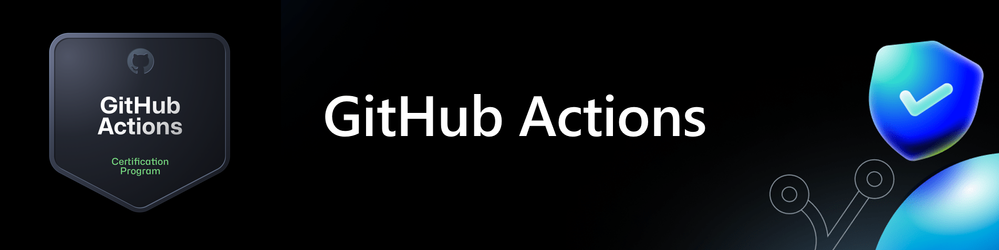 GitHub
Actions
Certification
Program
GitHub Actions